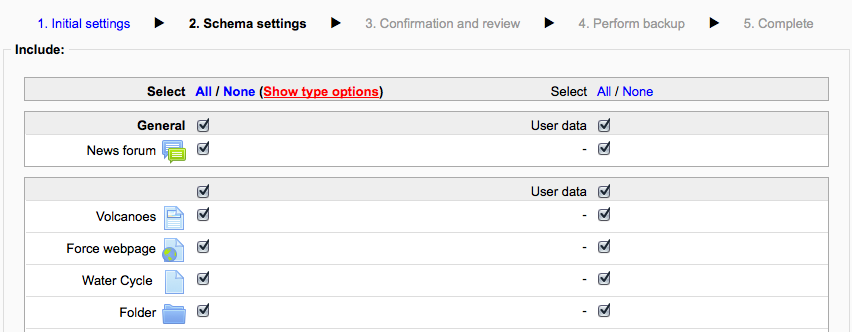 1. Initial settings ► 2. Schema settings ► 3. Confirmation and review ► 4. Perform backup ► 5. Complete
Include:
Select All / None (Show type options) Select All / None
General User data
News forum -
User data
Volcanoes -
Force webpage -
Water Cycle -
Folder -